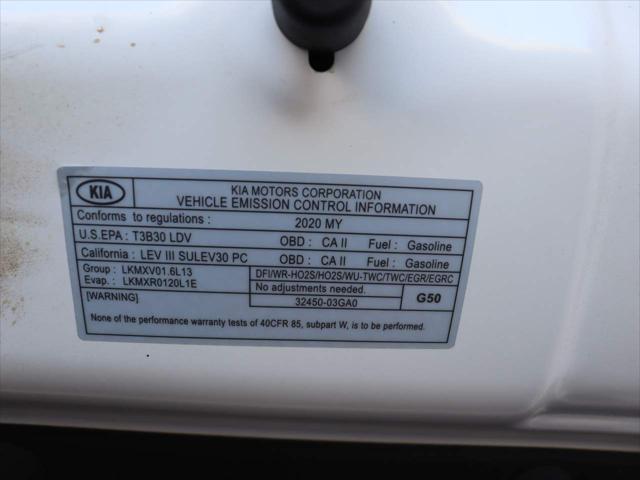 KIA
KIA MOTORS CORPORATION
VEHICLE EMISSION CONTROL INFORMATION
Conforms to regulations : 2020 MY
U.S.EPA : T3B30 LDV OBD : CA II Fuel : Gasoline
California : LEV III SULEV30 PC OBD : CA II Fuel : Gasoline
Group : LKMXV01.6L13
Evap. : LKMXR0120L1E
[WARNING]
DFI/WR-HO2S/HO2S/WU-TWC/TWC/EGR/EGRC
No adjustments needed.
32450-03GA0
G50
None of the performance warranty tests of 40CFR 85, subpart W, is to be performed.